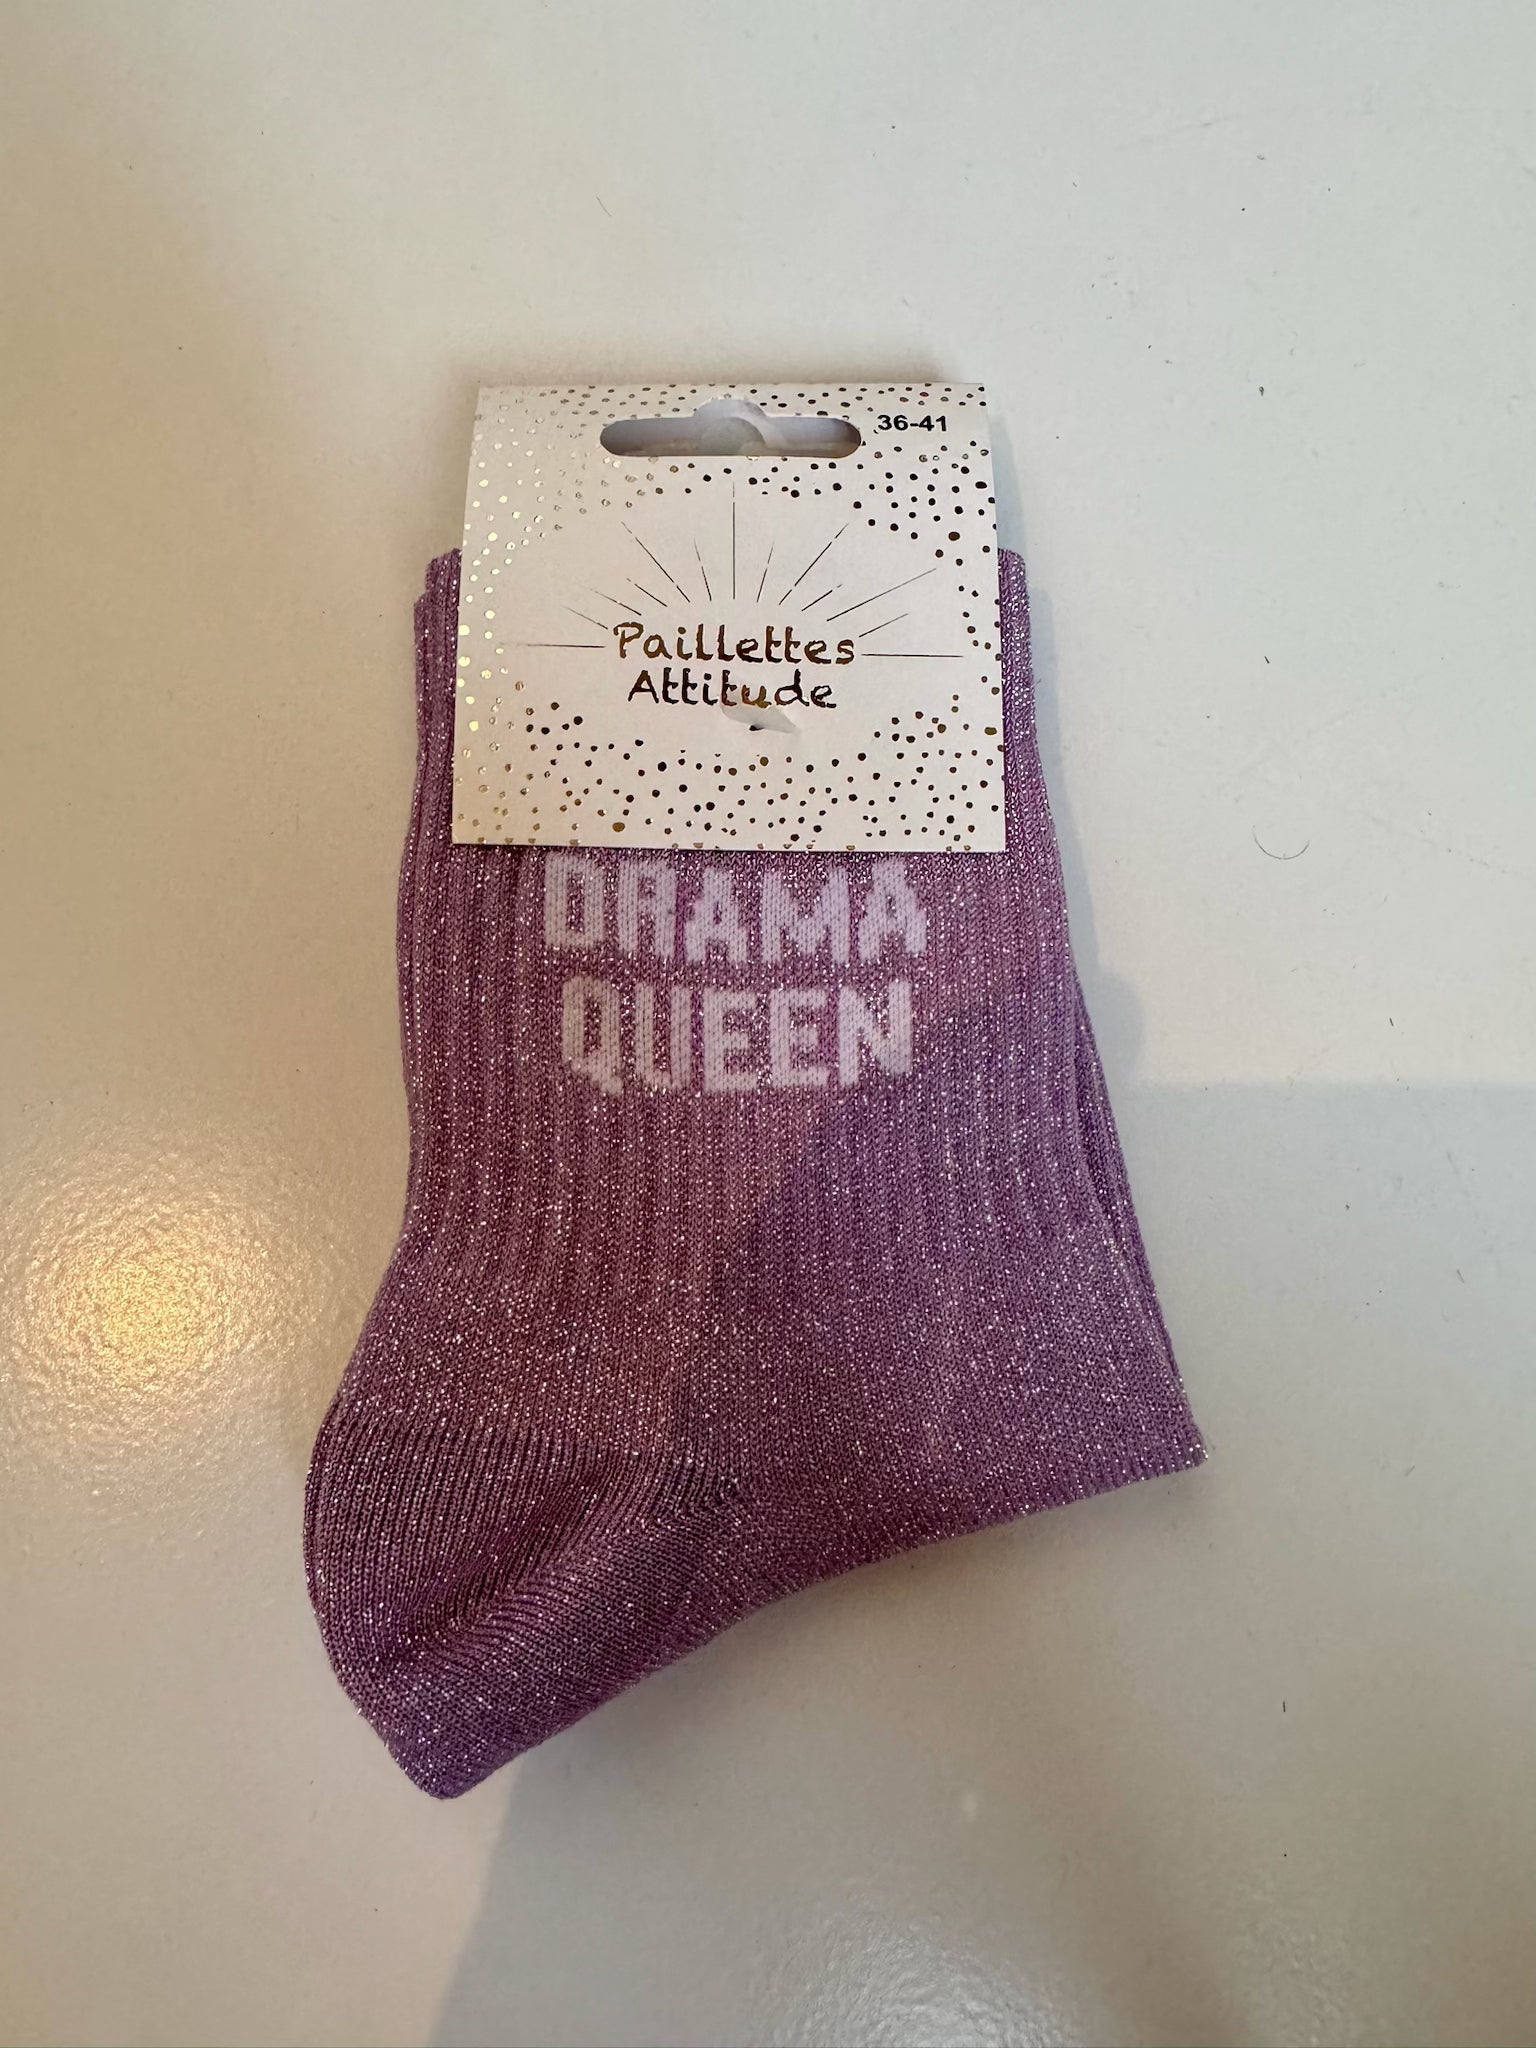 36-41
Paillettes
Attitude
DRAMA
QUEEN